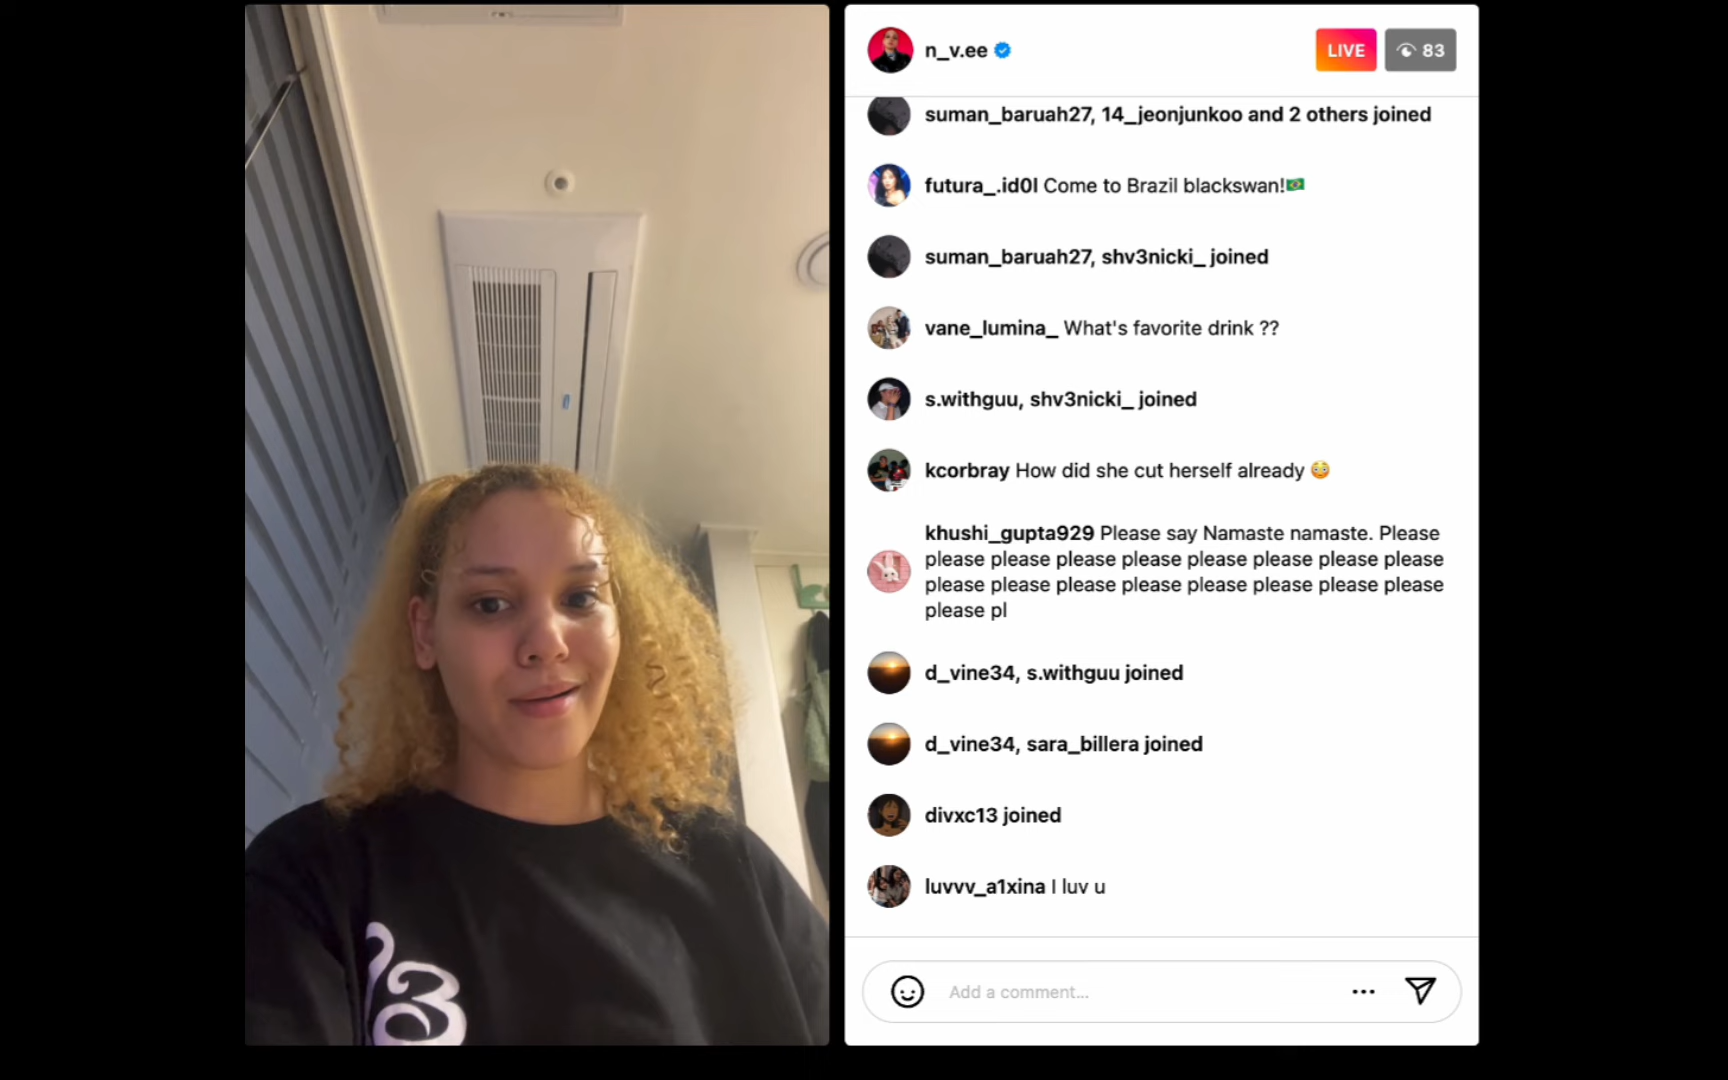 n_v.ee
LIVE
83
suman_baruah27, 14_jeonjunkoo and 2 others joined
futura_.id0l Come to Brazil blackswan!🇧🇷
suman_baruah27, shv3nicki_ joined
vane_lumina_ What's favorite drink ??
s.withguu, shv3nicki_ joined
kcorbray How did she cut herself already 😳
khushi_gupta929 Please say Namaste namaste. Please
please please please please please please please please
please please please please please please please please
please pl
d_vine34, s.withguu joined
d_vine34, sara_billera joined
divxc13 joined
luvvv_a1xina I luv u
Add a comment...